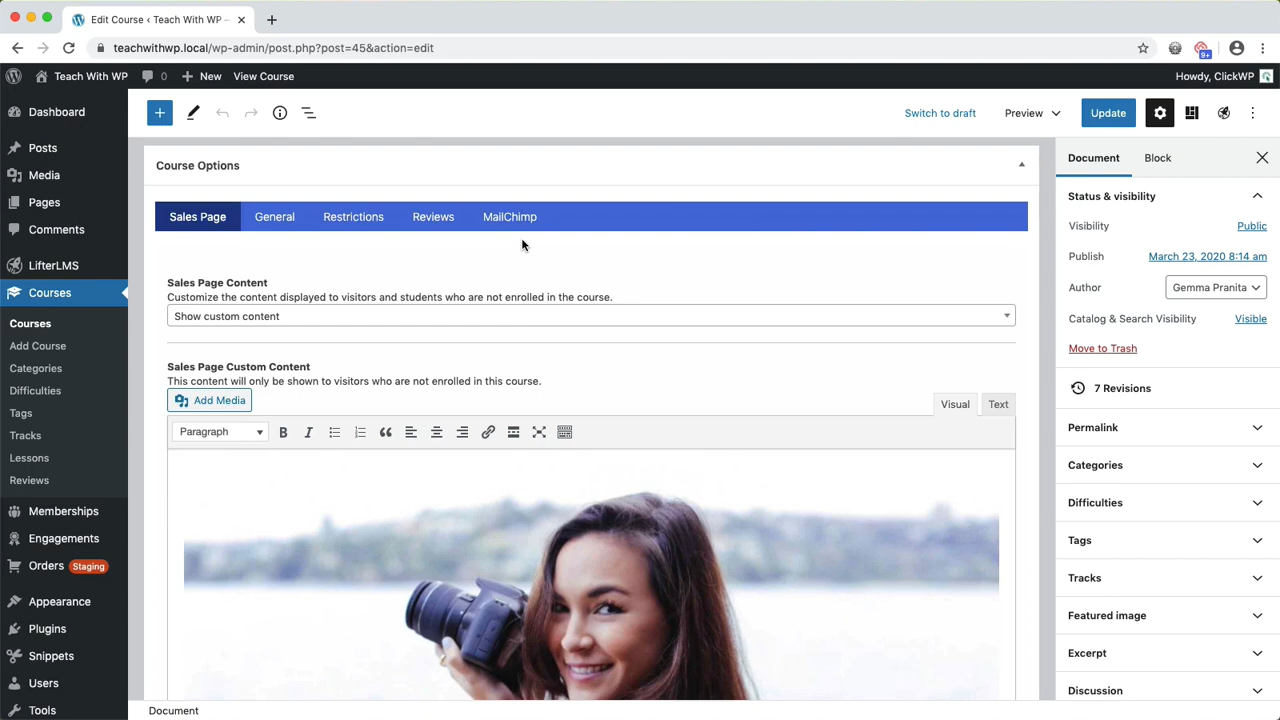 Edit Course ‹ Teach With WP –
teachwithwp.local/wp-admin/post.php?post=45&action=edit
9+
Teach With WP 0 New View Course Howdy, ClickWP
Dashboard
Posts
Media
Pages
Comments
LifterLMS
Courses
Courses
Add Course
Categories
Difficulties
Tags
Tracks
Lessons
Reviews
Memberships
Engagements
Orders Staging
Appearance
Plugins
Snippets
Users
Tools
Switch to draft Preview Update
Course Options
Sales Page General Restrictions Reviews MailChimp
Sales Page Content
Customize the content displayed to visitors and students who are not enrolled in the course.
Show custom content
Sales Page Custom Content
This content will only be shown to visitors who are not enrolled in this course.
Add Media
Visual Text
Paragraph B I
Document
Document Block
Status & visibility
Visibility Public
Publish March 23, 2020 8:14 am
Author Gemma Pranita
Catalog & Search Visibility Visible
Move to Trash
7 Revisions
Permalink
Categories
Difficulties
Tags
Tracks
Featured image
Excerpt
Discussion